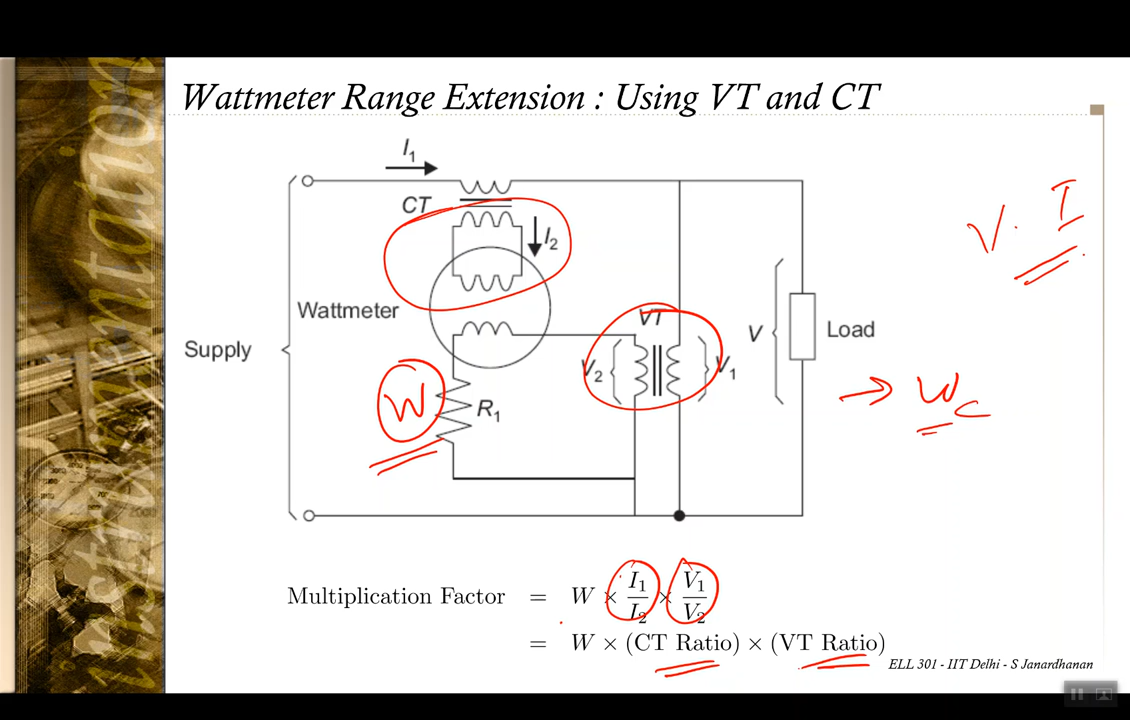 Wattmeter Range Extension : Using VT and CT
I₁
CT
I₂
V. I
Wattmeter
VT
Supply
V₂
V₁
V
Load
W
R₁
→ Wc
Multiplication Factor = W × I₁/I₂ × V₁/V₂
= W × (CT Ratio) × (VT Ratio)
ELL 301 - IIT Delhi - S Janardhanan